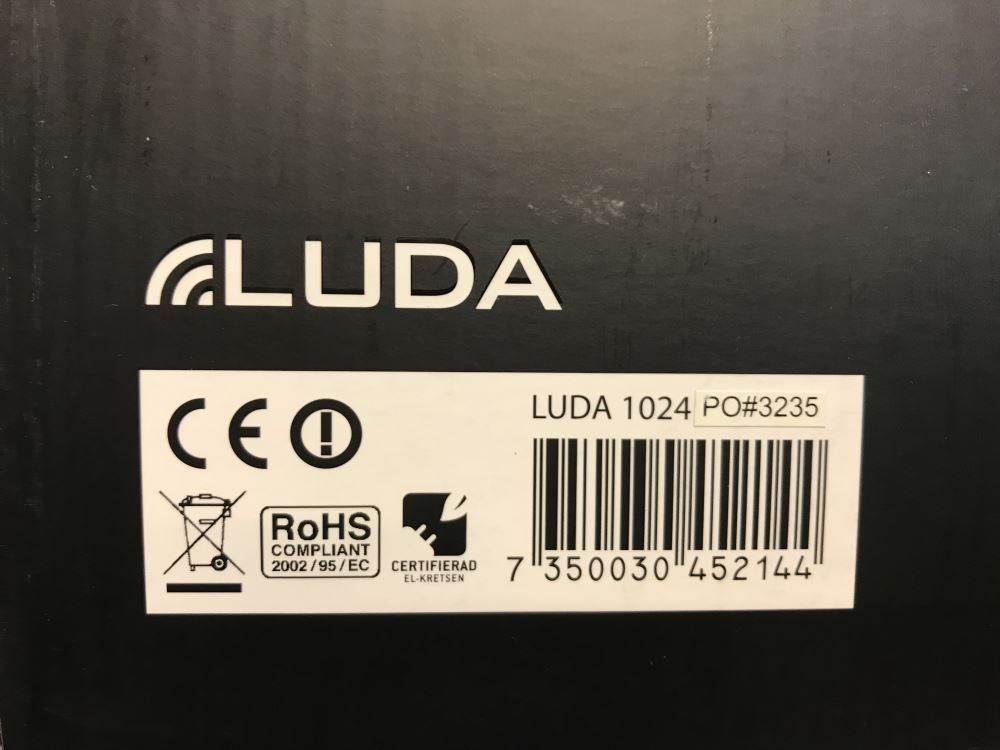 LUDA
CE
LUDA 1024 PO#3235
RoHS
COMPLIANT
2002/95/EC
CERTIFIERAD
EL-KRETSEN
7 350030 452144